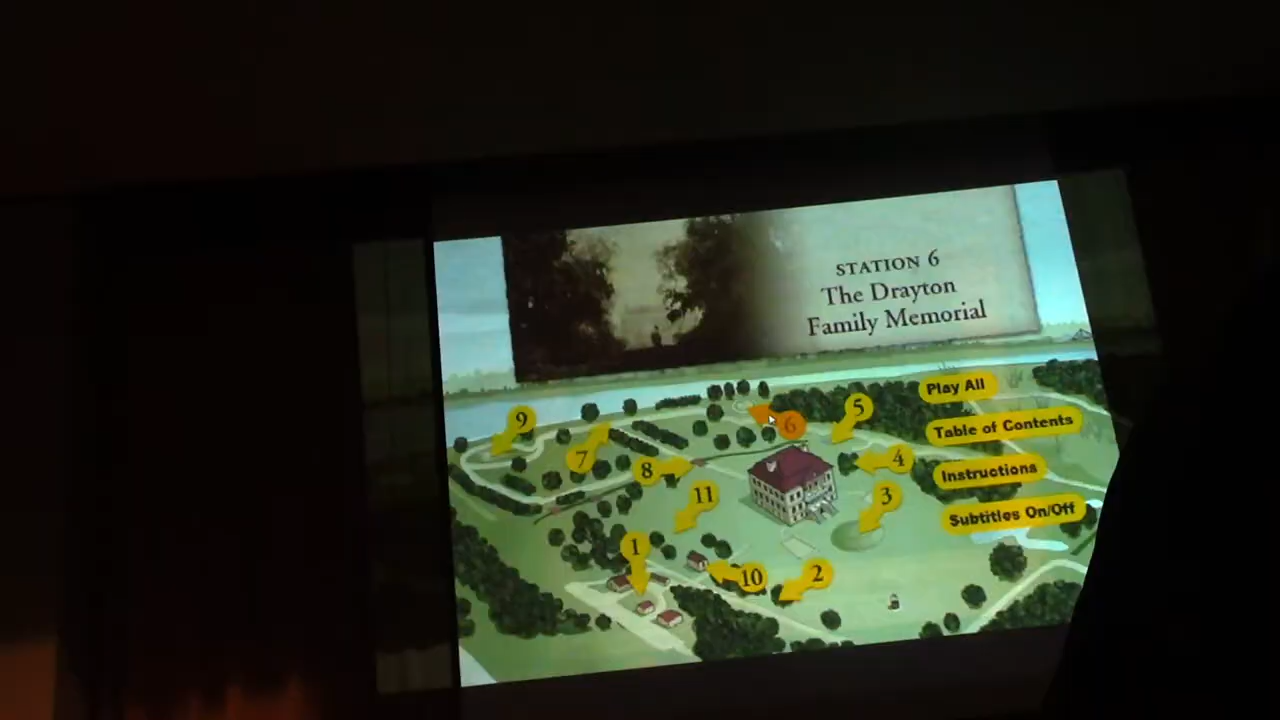 STATION 6
The Drayton
Family Memorial
Play All
Table of Contents
Instructions
Subtitles On/Off
9
7
8
6
5
4
3
11
1
10
2